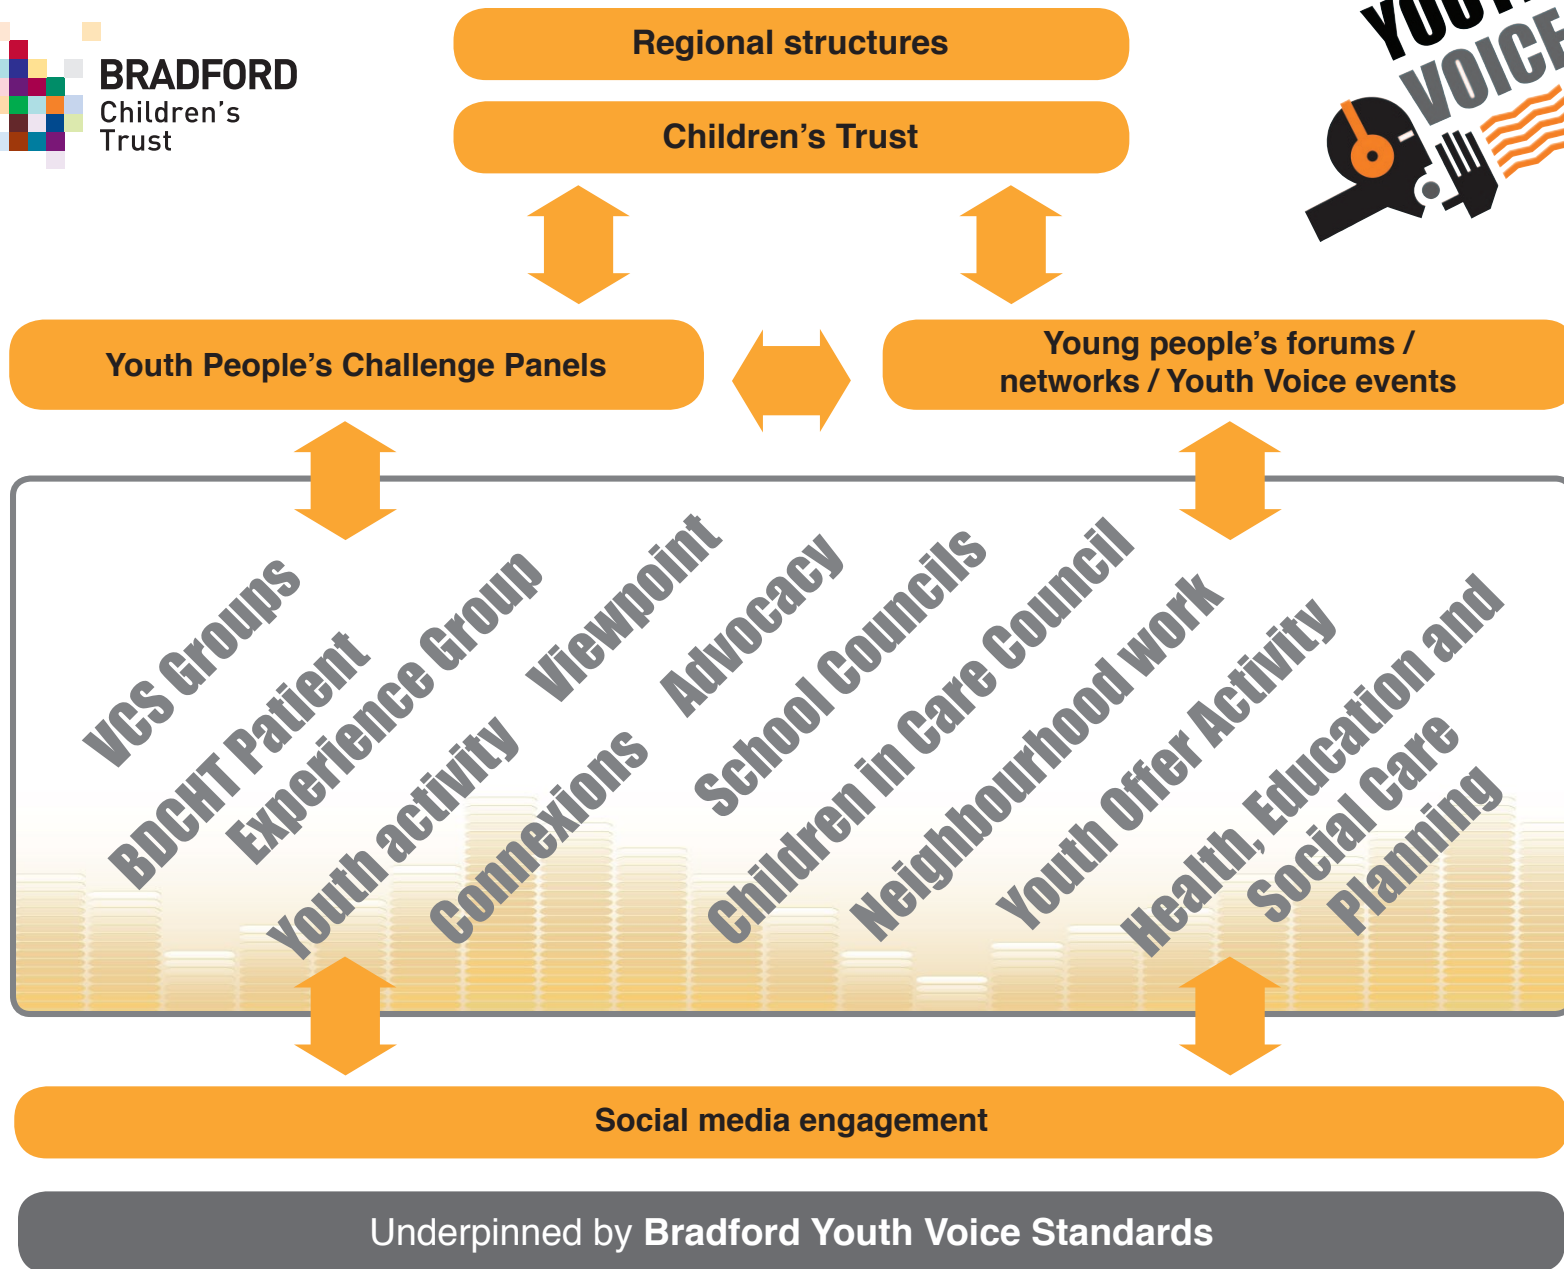 BRADFORD
Children's
Trust
Regional structures
Children's Trust
VOICE
Youth People's Challenge Panels
Young people's forums /
networks / Youth Voice events
VCS Groups
BDCHT Patient
Experience Group
Youth activity
Viewpoint
Connexions
Advocacy
School Councils
Children in Care Council
Neighbourhood work
Youth Offer Activity
Health, Education and
Social Care
Planning
Social media engagement
Underpinned by Bradford Youth Voice Standards